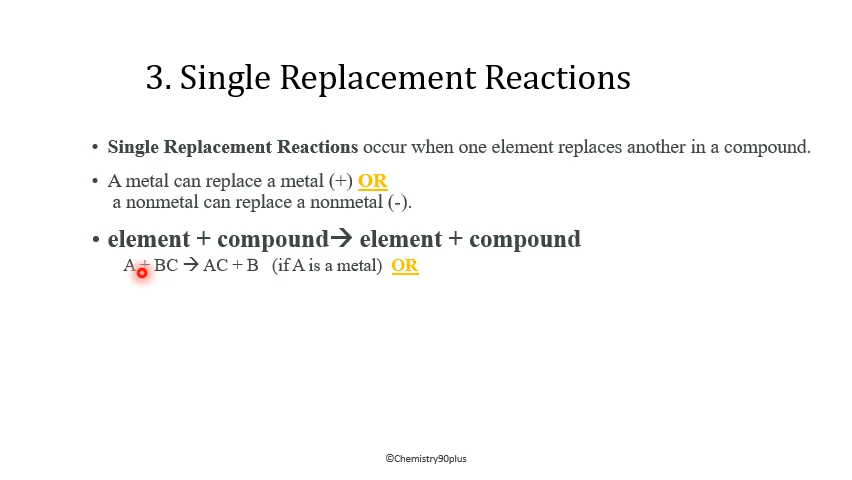 3. Single Replacement Reactions
• Single Replacement Reactions occur when one element replaces another in a compound.
• A metal can replace a metal (+) OR
a nonmetal can replace a nonmetal (-).
• element + compound→ element + compound
A + BC → AC + B (if A is a metal) OR
©Chemistry90plus